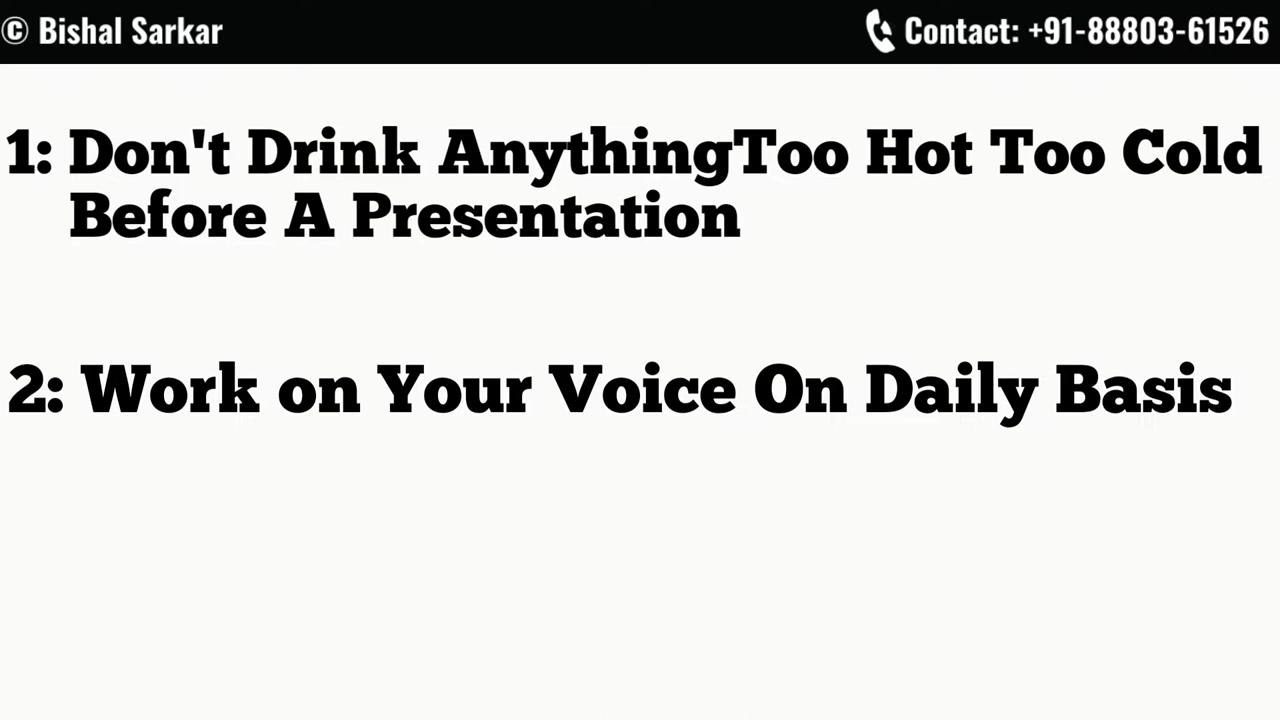 © Bishal Sarkar
Contact: +91-88803-61526
1: Don't Drink AnythingToo Hot Too Cold
Before A Presentation
2: Work on Your Voice On Daily Basis